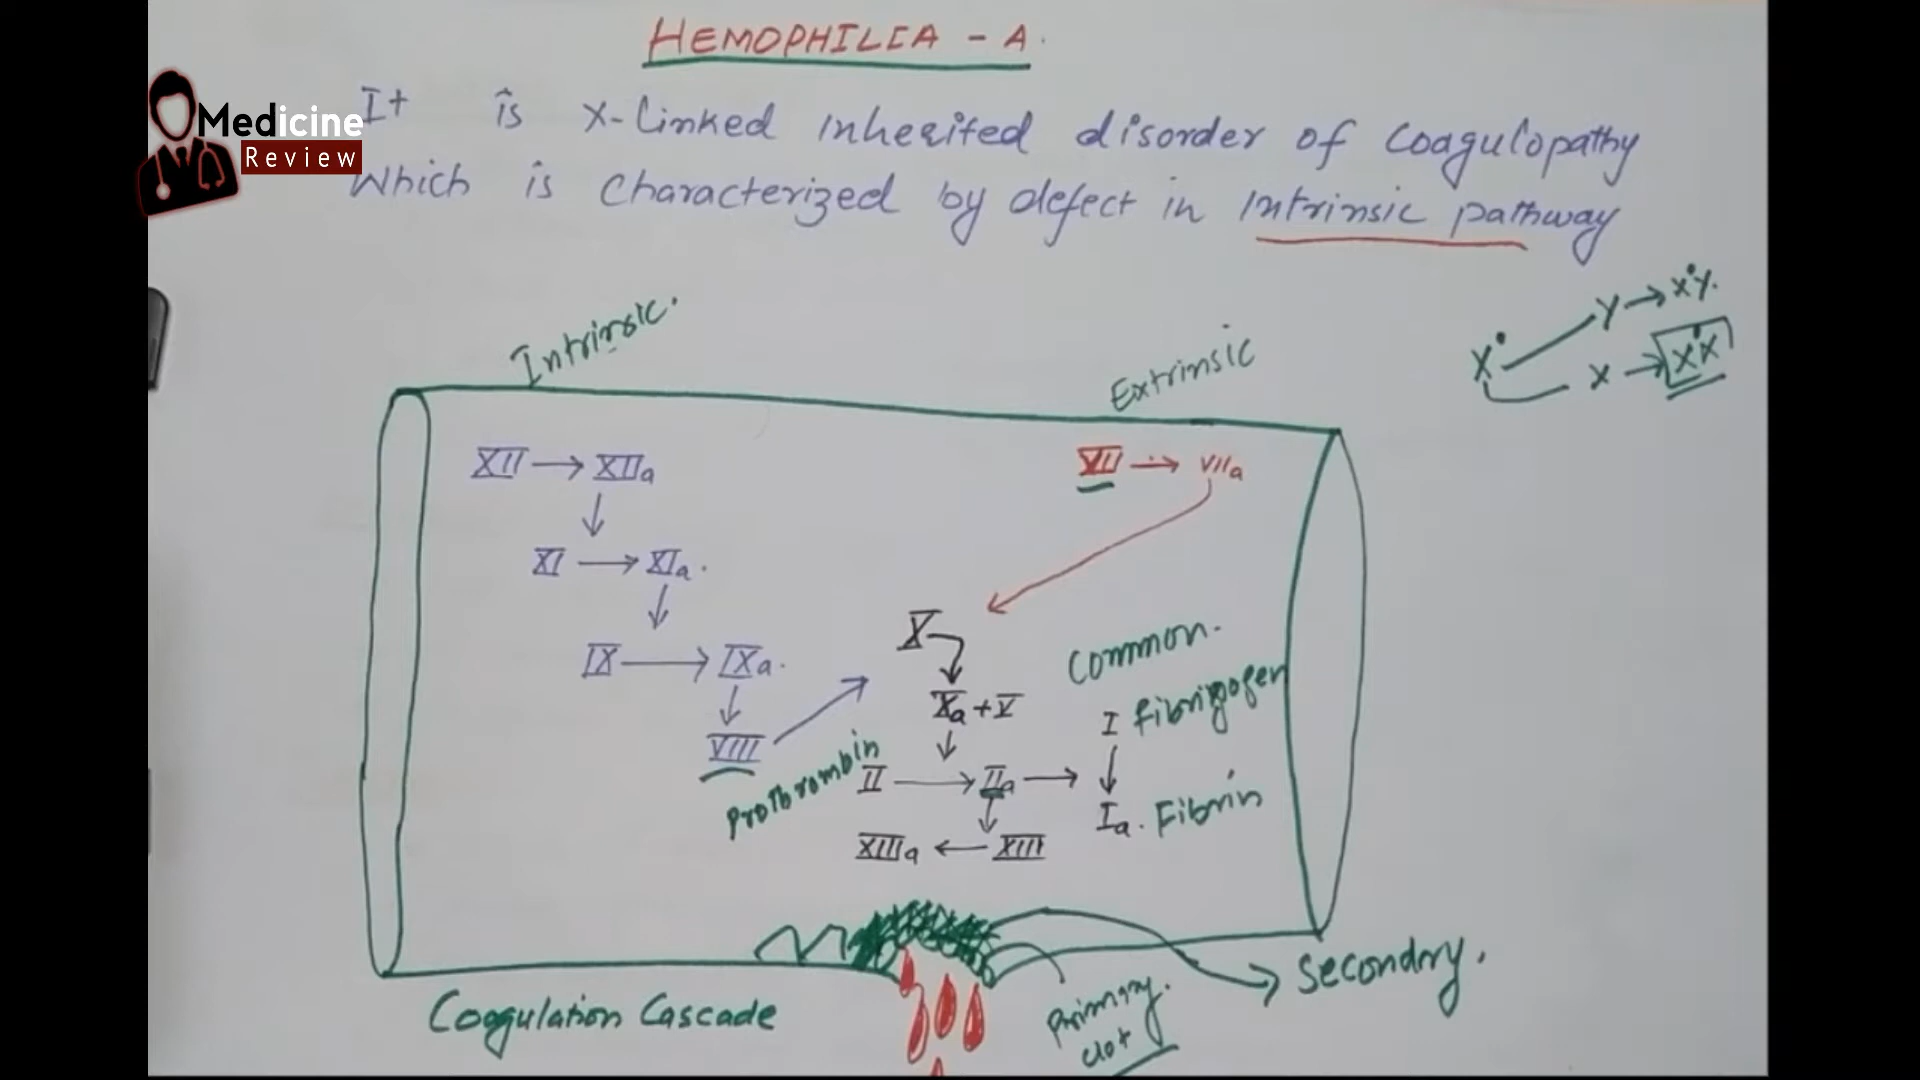 HEMOPHILIA - A.
Medicine
Review
It is X-linked inherited disorder of coagulopathy
which is characterized by defect in intrinsic pathway
Intrinsic.
Extrinsic
X → Y → XY.
X → XX
XII → XIIa
VII → VIIa
XI → XIa.
IX → IXa.
VIII
X
Xa + V
Common.
I Fibrinogen
Prothrombin
II → IIa →
Ia. Fibrin
XIIIa ← XIII
Secondry.
Primary
clot
Coagulation Cascade